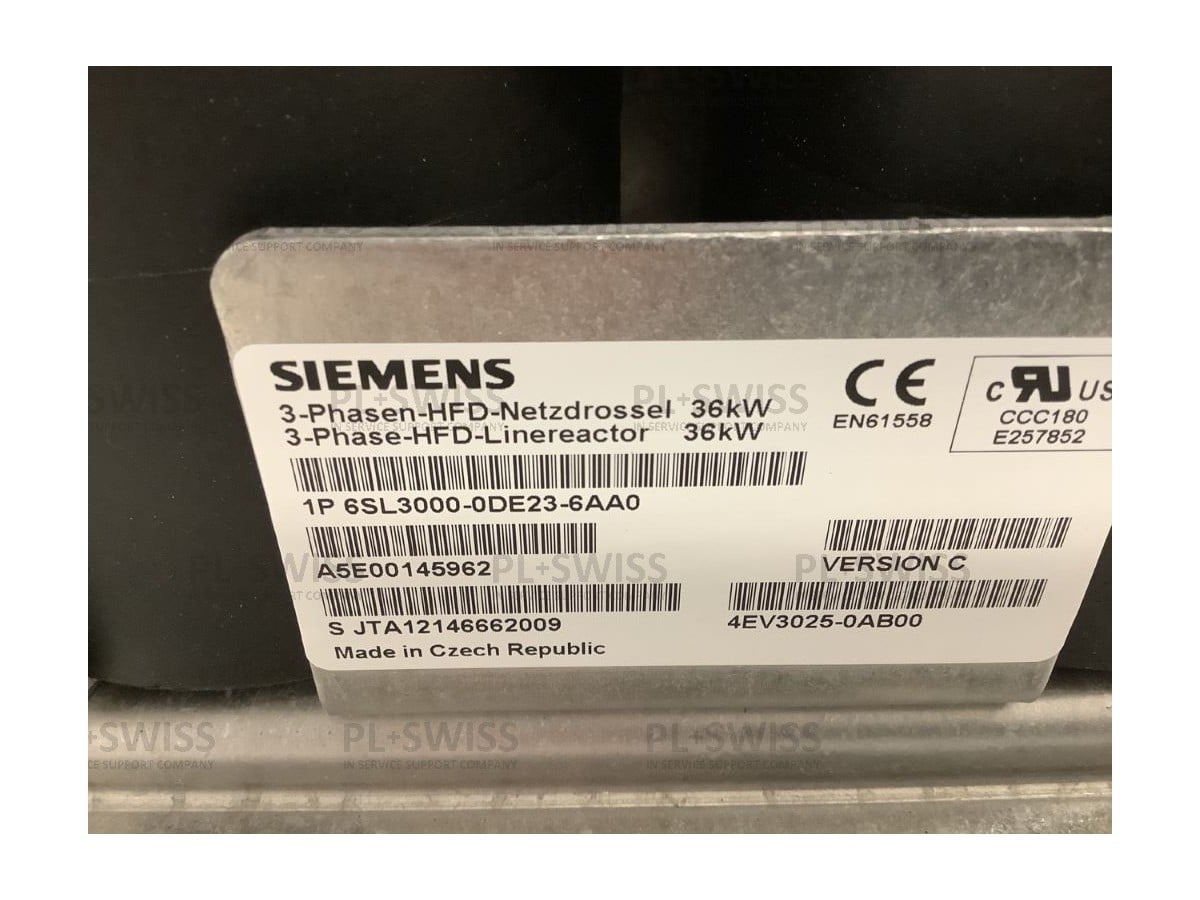 SIEMENS
3-Phasen-HFD-Netzdrossel 36kW
3-Phase-HFD-Linereactor 36kW
CE
EN61558
C RU US
CCC180
E257852
1P 6SL3000-0DE23-6AA0
A5E00145962
VERSION C
S JTA12146662009
4EV3025-0AB00
Made in Czech Republic
PL+SWISS
IN SERVICE SUPPORT COMPANY